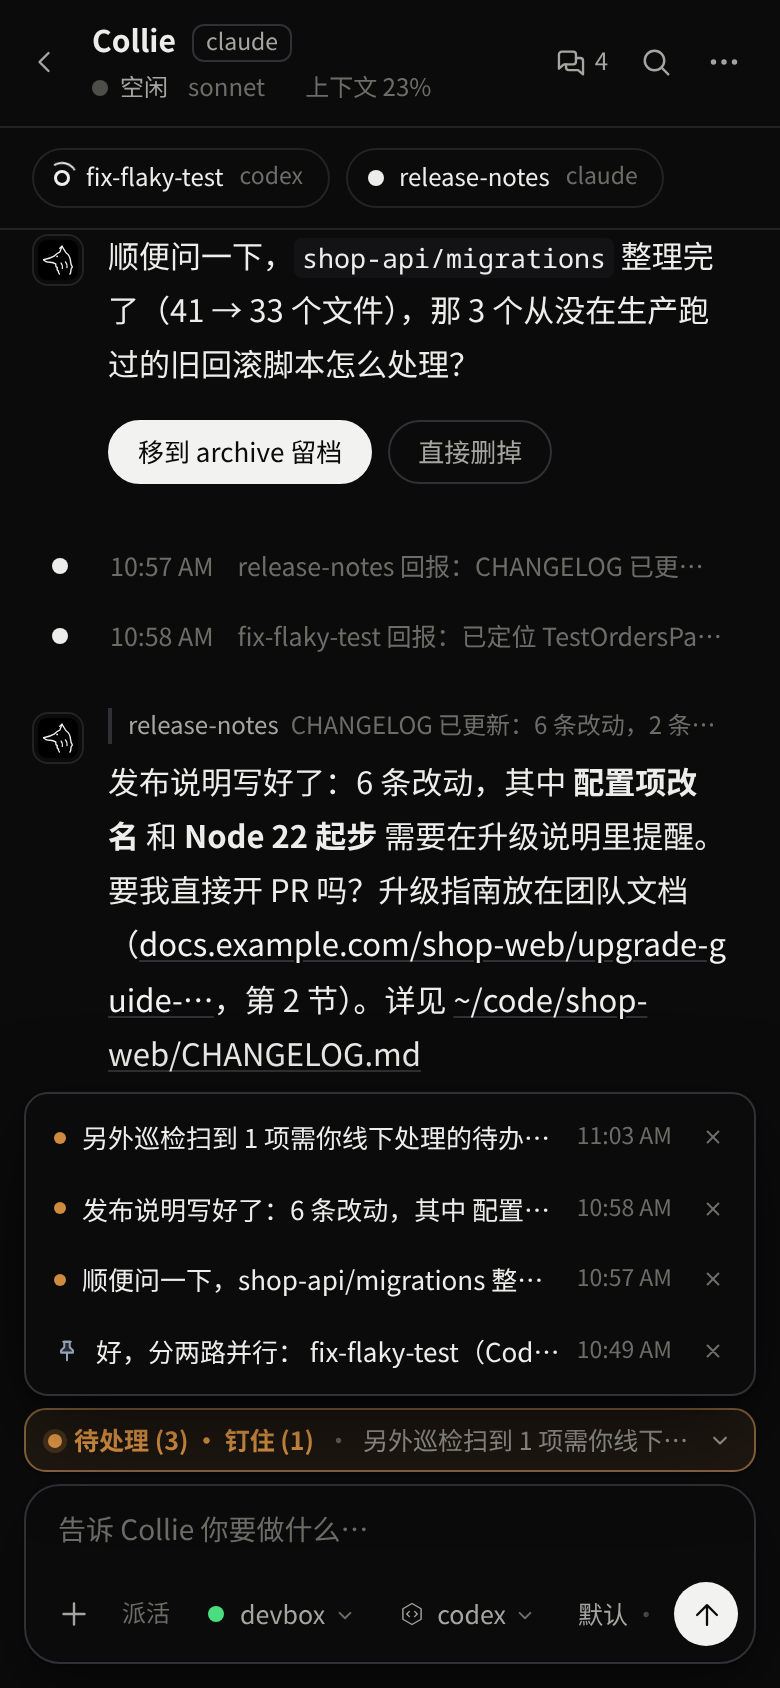 Collie claude
空闲 sonnet 上下文 23%
4
fix-flaky-test codex
release-notes claude
顺便问一下，shop-api/migrations 整理完
了（41 → 33 个文件），那 3 个从没在生产跑
过的旧回滚脚本怎么处理？
移到 archive 留档
直接删掉
10:57 AM release-notes 回报：CHANGELOG 已更…
10:58 AM fix-flaky-test 回报：已定位 TestOrdersPa…
release-notes CHANGELOG 已更新：6 条改动，2 条…
发布说明写好了：6 条改动，其中 配置项改
名 和 Node 22 起步 需要在升级说明里提醒。
要我直接开 PR 吗？升级指南放在团队文档
（docs.example.com/shop-web/upgrade-g
uide-…，第 2 节）。详见 ~/code/shop-
web/CHANGELOG.md
另外巡检扫到 1 项需你线下处理的待办… 11:03 AM
发布说明写好了：6 条改动，其中 配置… 10:58 AM
顺便问一下，shop-api/migrations 整… 10:57 AM
好，分两路并行： fix-flaky-test（Cod… 10:49 AM
待处理 (3) • 钉住 (1) • 另外巡检扫到 1 项需你线下…
告诉 Collie 你要做什么…
派活 devbox codex 默认